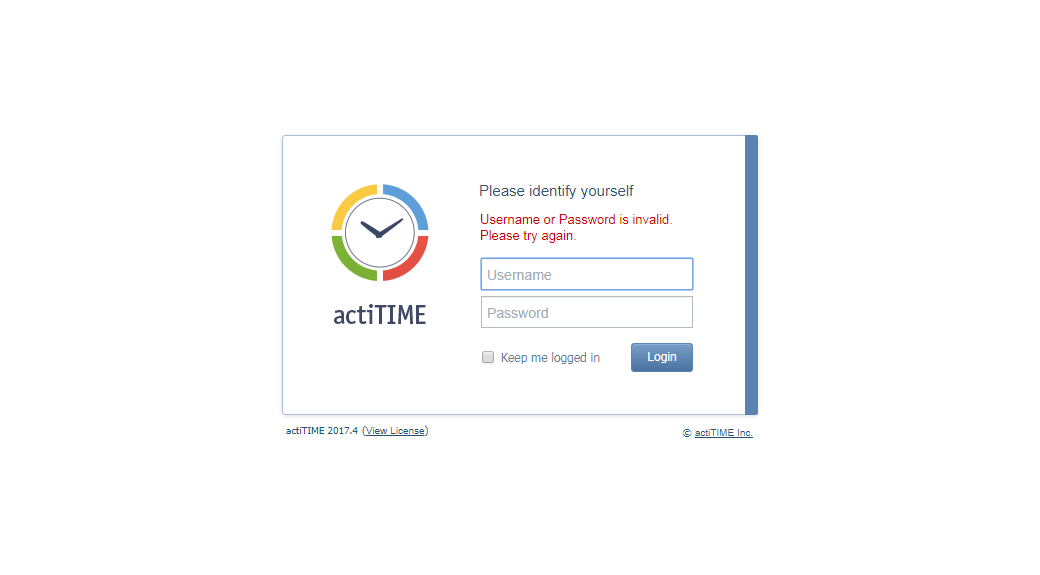 Please identify yourself
Username or Password is invalid.
Please try again.
Username
Password
actiTIME
Keep me logged in
Login
actiTIME 2017.4 (View License)
© actiTIME Inc.